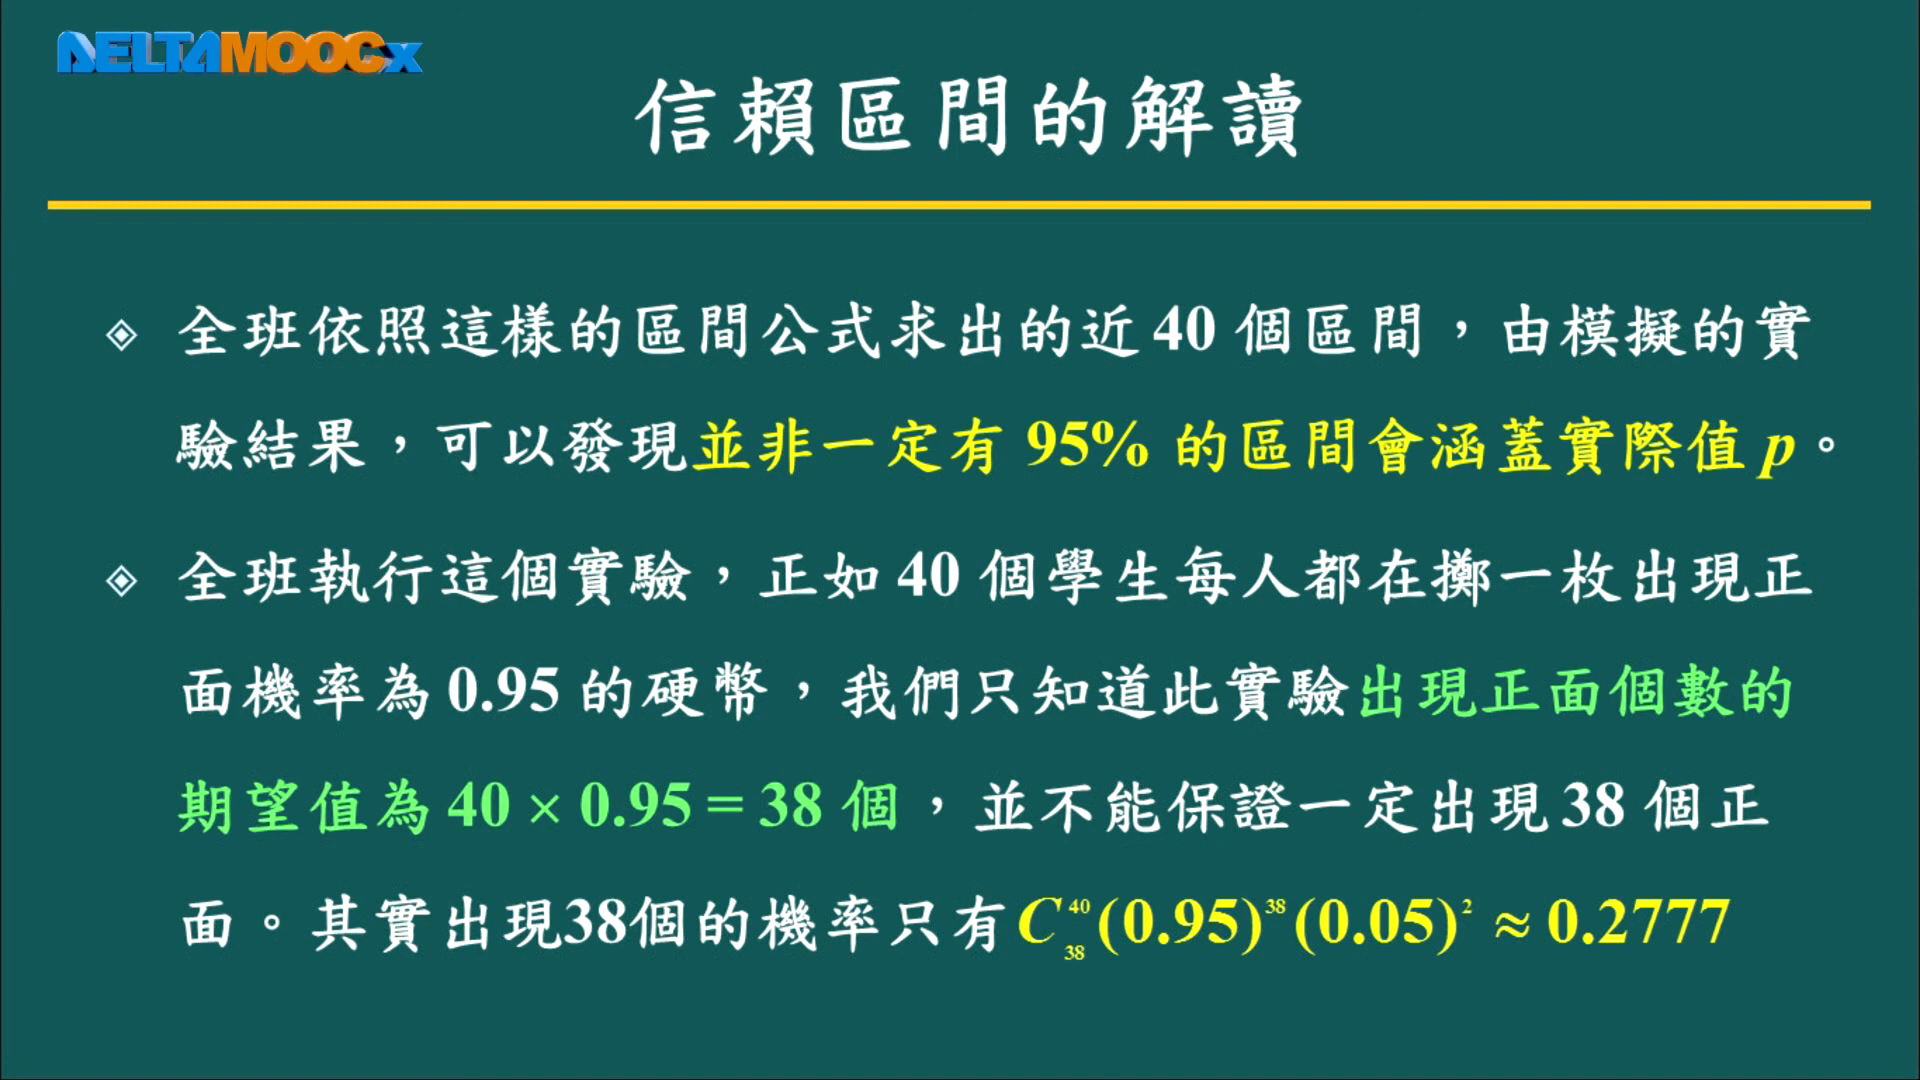 DELTAMOOCx
信賴區間的解讀
全班依照這樣的區間公式求出的近 40 個區間，由模擬的實
驗結果，可以發現並非一定有 95% 的區間會涵蓋實際值 p。
全班執行這個實驗，正如 40 個學生每人都在擲一枚出現正
面機率為 0.95 的硬幣，我們只知道此實驗出現正面個數的
期望值為 40 × 0.95 = 38 個，並不能保證一定出現 38 個正
面。其實出現38個的機率只有 C^{40}_{38}(0.95)^{38}(0.05)^{2} ≈ 0.2777